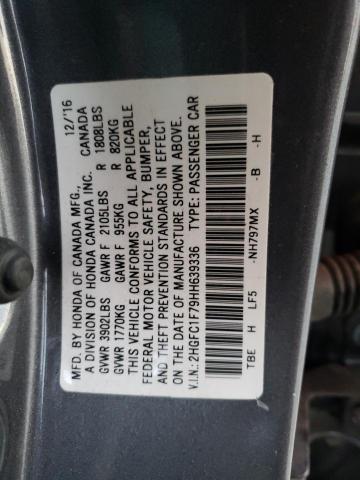 MFD. BY HONDA OF CANADA MFG., 12/'16
A DIVISION OF HONDA CANADA INC. CANADA
GVWR 3902LBS GAWR F 2105LBS R 1808LBS
GVWR 1770KG GAWR F 955KG R 820KG
THIS VEHICLE CONFORMS TO ALL APPLICABLE
FEDERAL MOTOR VEHICLE SAFETY, BUMPER,
AND THEFT PREVENTION STANDARDS IN EFFECT
ON THE DATE OF MANUFACTURE SHOWN ABOVE.
V.I.N.: 2HGFC1F79HH639336 TYPE: PASSENGER CAR
TBE H LF5 -NH797MX -B -H